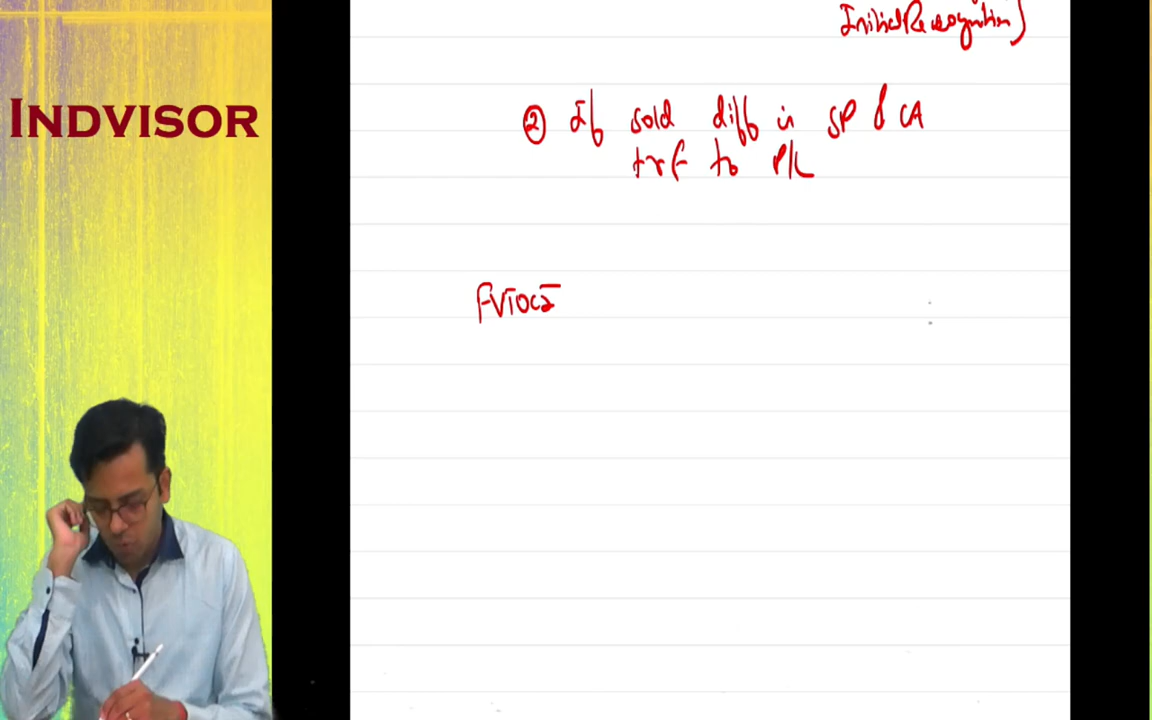 INDVISOR
Initial Recognition)
② If sold diff in SP & CA
trf to P/L
FVTOCI